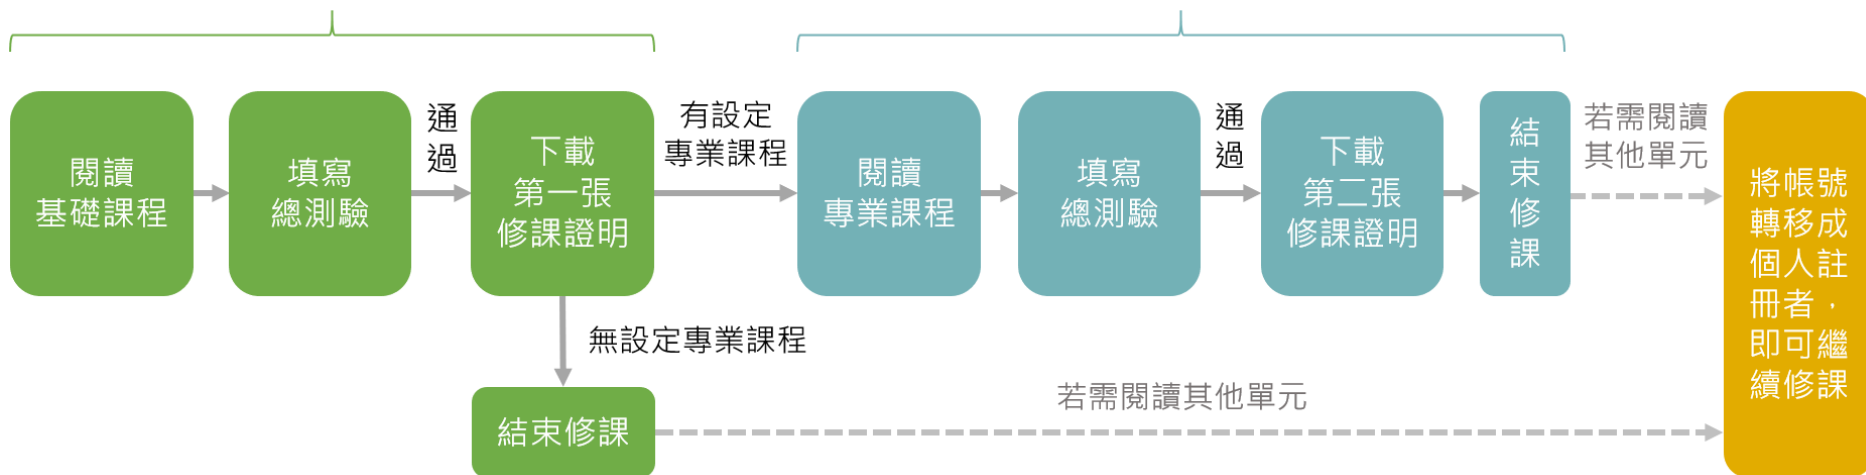 閱讀
基礎課程
填寫
總測驗
通
過
下載
第一張
修課證明
有設定
專業課程
閱讀
專業課程
填寫
總測驗
通
過
下載
第二張
修課證明
結
束
修
課
若需閱讀
其他單元
將帳號
轉移成
個人註
冊者，
即可繼
續修課
無設定專業課程
結束修課
若需閱讀其他單元